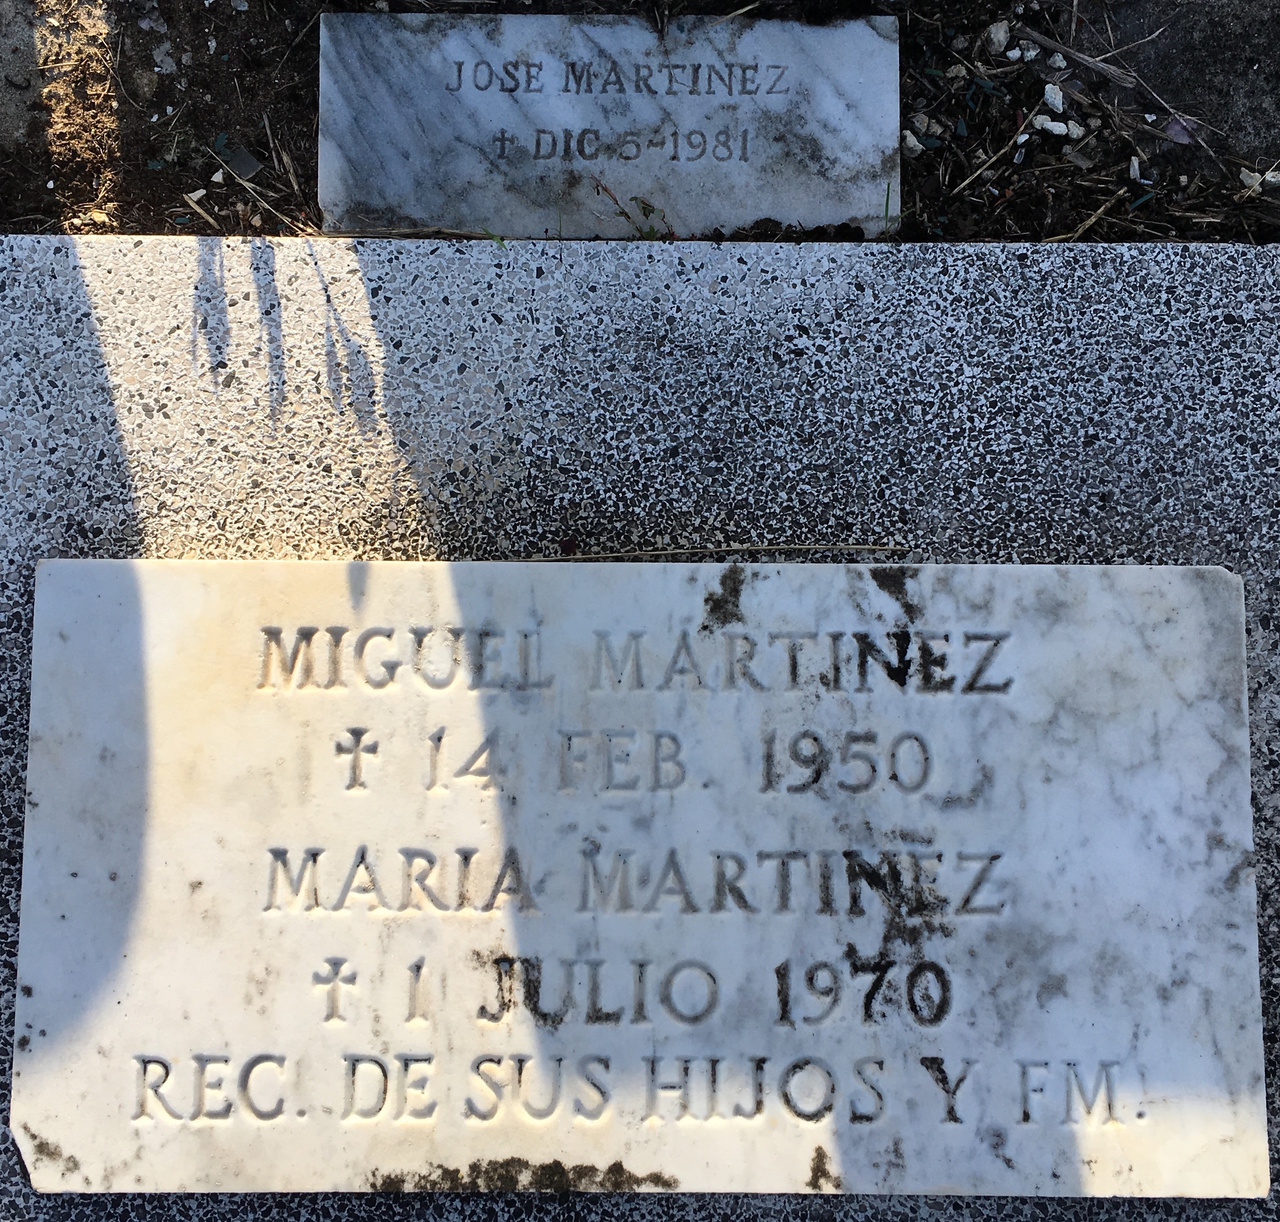 JOSE MARTINEZ
✝ DIC 5-1981
MIGUEL MARTINEZ
✝ 14 FEB. 1950
MARIA MARTINEZ
✝ 1 JULIO 1970
REC. DE SUS HIJOS Y FM.